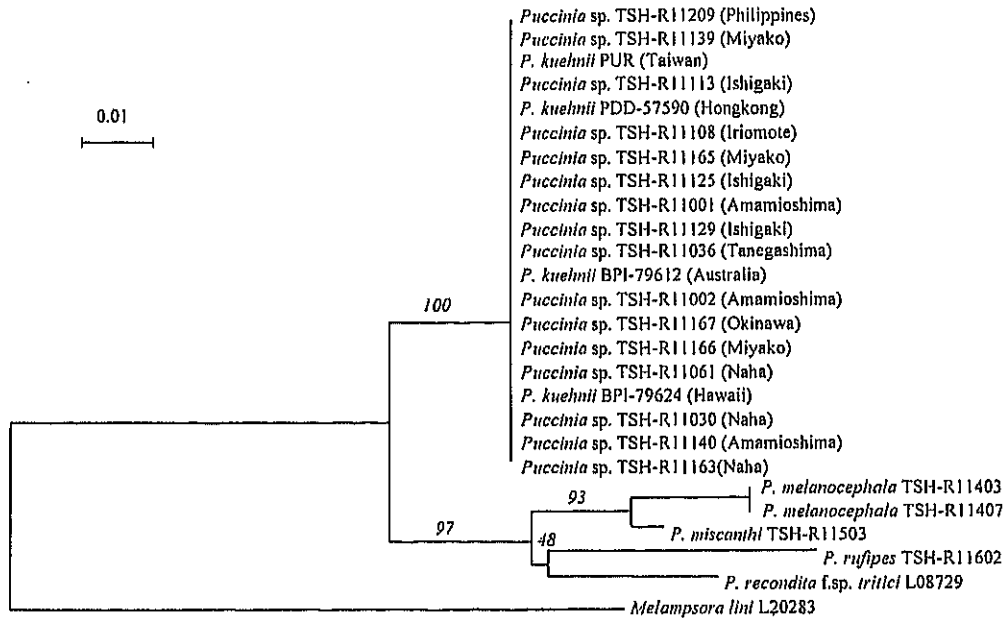 Puccinia sp. TSH-R11209 (Philippines)
Puccinia sp. TSH-R11139 (Miyako)
P. kuehnii PUR (Taiwan)
Puccinia sp. TSH-R11113 (Ishigaki)
0.01
P. kuehnii PDD-57590 (Hongkong)
Puccinia sp. TSH-R11108 (Iriomote)
Puccinia sp. TSH-R11165 (Miyako)
Puccinia sp. TSH-R11125 (Ishigaki)
Puccinia sp. TSH-R11001 (Amamioshima)
Puccinia sp. TSH-R11129 (Ishigaki)
Puccinia sp. TSH-R11036 (Tanegashima)
P. kuehnii BPI-79612 (Australia)
100
Puccinia sp. TSH-R11002 (Amamioshima)
Puccinia sp. TSH-R11167 (Okinawa)
Puccinia sp. TSH-R11166 (Miyako)
Puccinia sp. TSH-R11061 (Naha)
P. kuehnii BPI-79624 (Hawaii)
Puccinia sp. TSH-R11030 (Naha)
Puccinia sp. TSH-R11140 (Amamioshima)
Puccinia sp. TSH-R11163(Naha)
93
P. melanocephala TSH-R11403
P. melanocephala TSH-R11407
97
P. miscanthi TSH-R11503
48
P. rufipes TSH-R11602
P. recondita f.sp. tritici L08729
Melampsora lini L20283